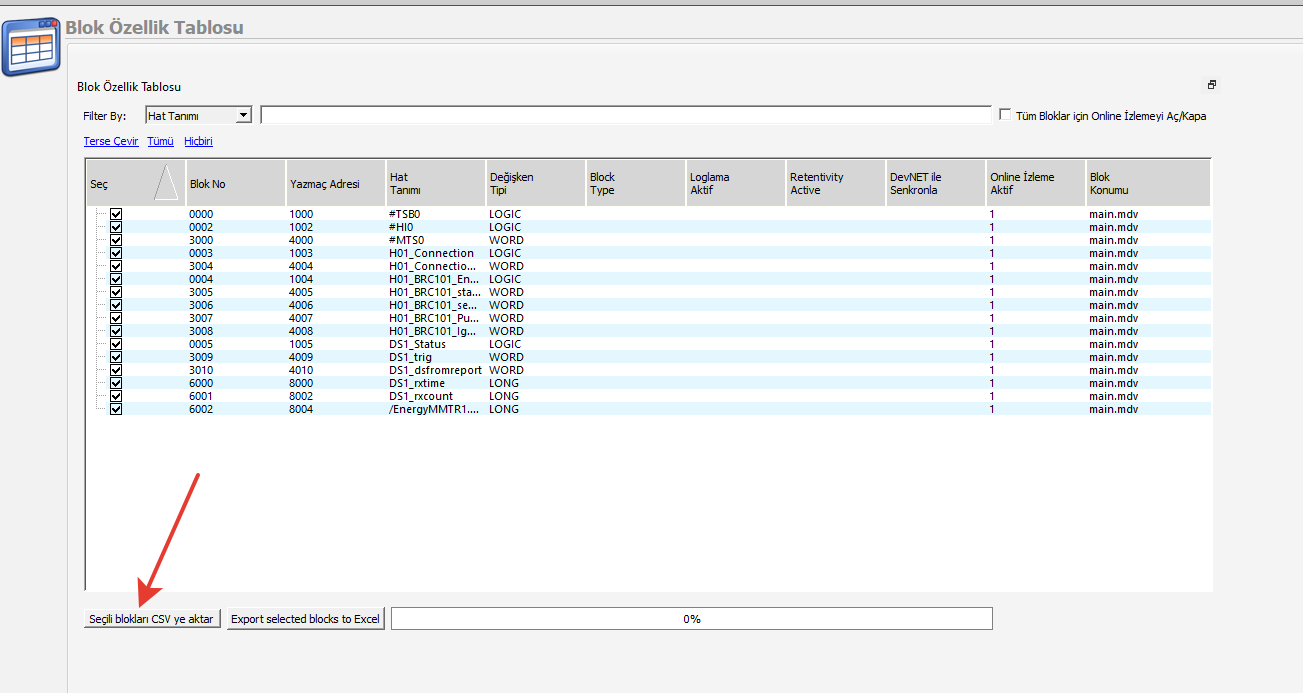 Blok Özellik Tablosu
Blok Özellik Tablosu
Filter By: Hat Tanımı Tüm Bloklar için Online İzlemeyi Aç/Kapa
Terse Çevir Tümü Hiçbiri
Seç Blok No Yazmaç Adresi Hat Tanımı Değişken Tipi Block Type Loglama Aktif Retentivity Active DevNET ile Senkronla Online İzleme Aktif Blok Konumu
0000 1000 #TSB0 LOGIC 1 main.mdv
0002 1002 #HI0 LOGIC 1 main.mdv
3000 4000 #MTS0 WORD 1 main.mdv
0003 1003 H01_Connection LOGIC 1 main.mdv
3004 4004 H01_Connectio... WORD 1 main.mdv
0004 1004 H01_BRC101_En... LOGIC 1 main.mdv
3005 4005 H01_BRC101_sta... WORD 1 main.mdv
3006 4006 H01_BRC101_se... WORD 1 main.mdv
3007 4007 H01_BRC101_Pu... WORD 1 main.mdv
3008 4008 H01_BRC101_Ig... WORD 1 main.mdv
0005 1005 DS1_Status LOGIC 1 main.mdv
3009 4009 DS1_trig WORD 1 main.mdv
3010 4010 DS1_dsfromreport WORD 1 main.mdv
6000 8000 DS1_rxtime LONG 1 main.mdv
6001 8002 DS1_rxcount LONG 1 main.mdv
6002 8004 /EnergyMMTR1.... LONG 1 main.mdv
Seçili blokları CSV ye aktar Export selected blocks to Excel 0%